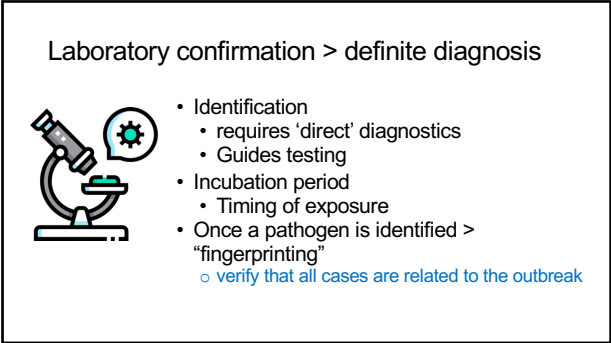 Laboratory confirmation > definite diagnosis
• Identification
• requires ‘direct’ diagnostics
• Guides testing
• Incubation period
• Timing of exposure
• Once a pathogen is identified >
“fingerprinting”
○ verify that all cases are related to the outbreak